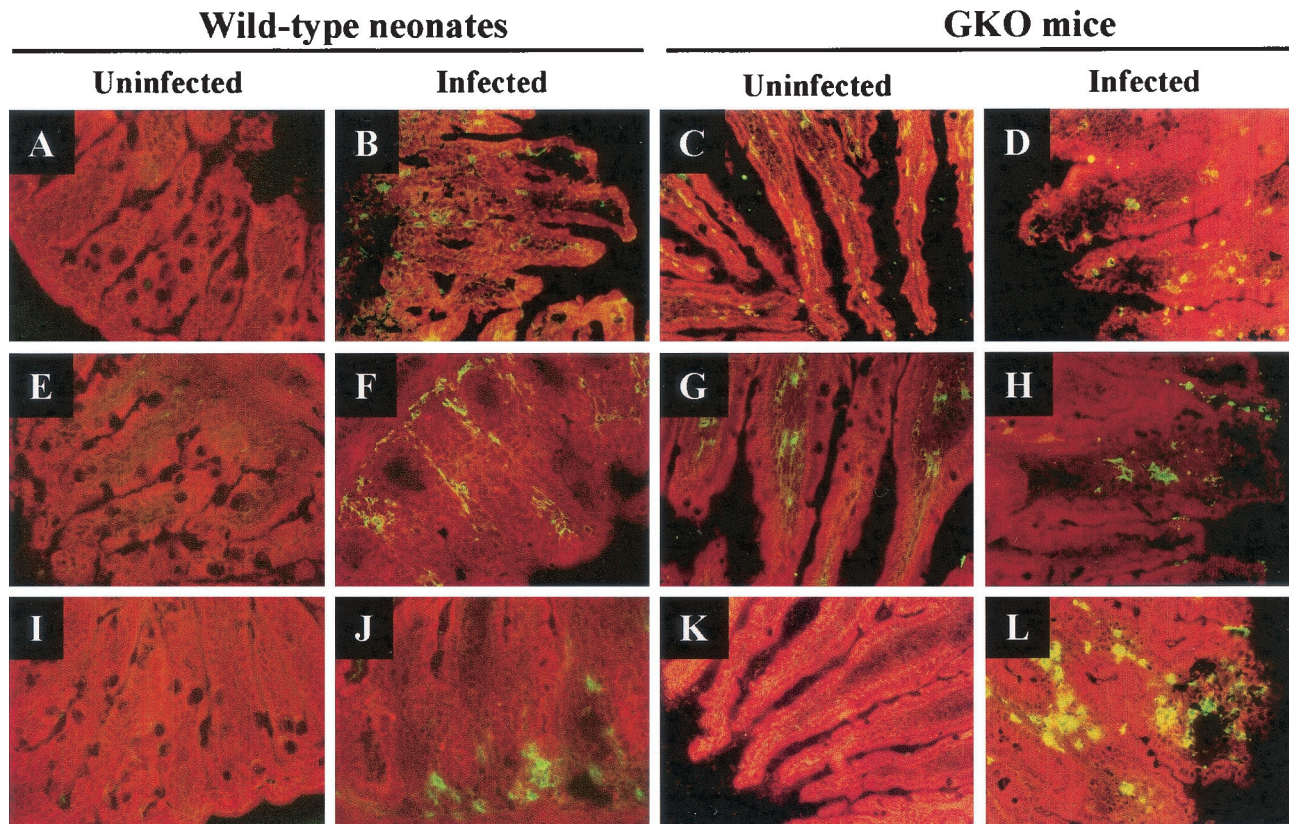 Wild-type neonates GKO mice
Uninfected Infected Uninfected Infected
A B C D
E F G H
I J K L